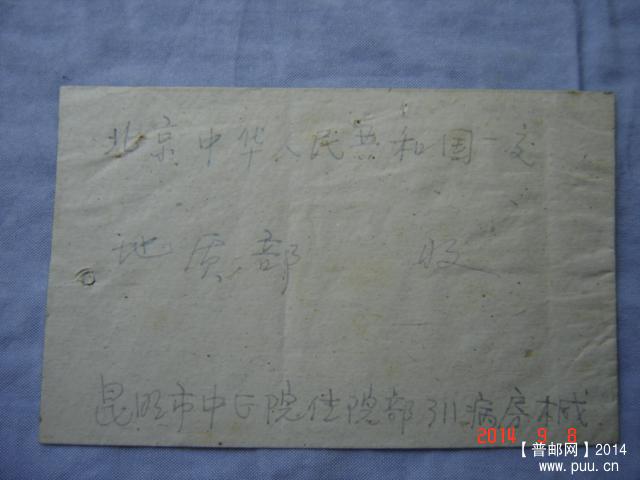 北京中华人民共和国一交
地质部 收
昆明市中医院住院部311病房械
2014 9 8
【普邮网】2014
www.puu.cn